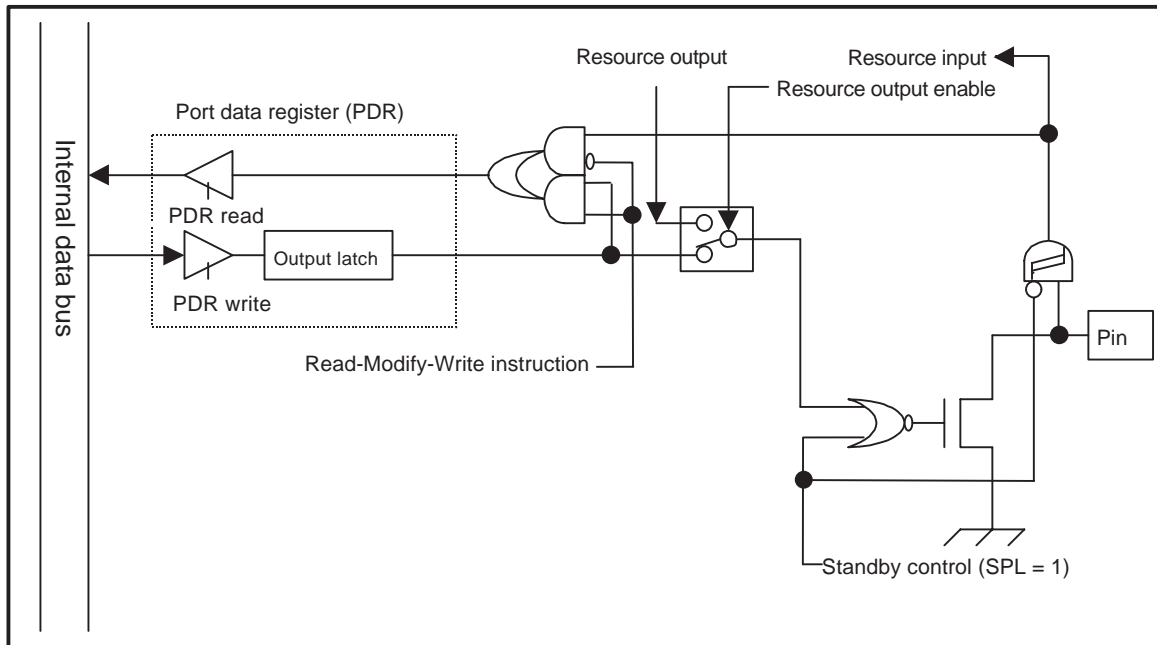 Resource output
Resource input
Resource output enable
Port data register (PDR)
Internal data bus
PDR read
Output latch
PDR write
Pin
Read-Modify-Write instruction
Standby control (SPL = 1)